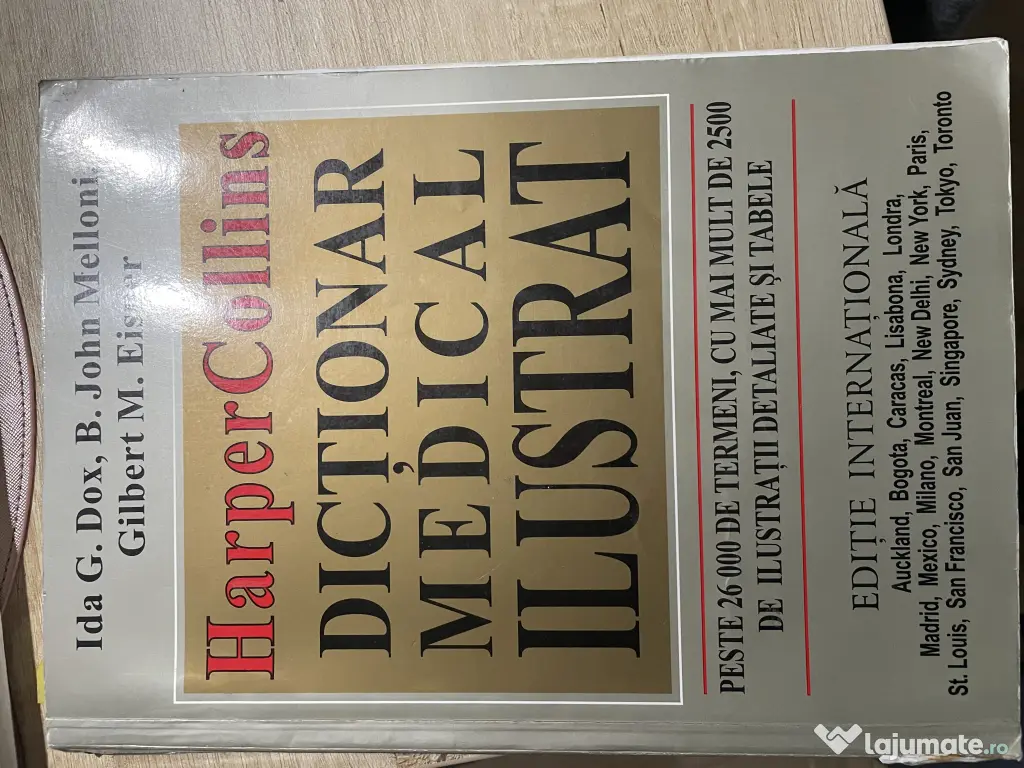 Ida G. Dox, B. John Melloni,
Gilbert M. Eisner
HarperCollins
DICȚIONAR
MEDICAL
ILUSTRAT
PESTE 26 000 DE TERMENI, CU MAI MULT DE 2500
DE ILUSTRAȚII DETALIATE ȘI TABELE
EDIȚIE INTERNAȚIONALĂ
Auckland, Bogota, Caracas, Lisabona, Londra,
Madrid, Mexico, Milano, Montreal, New Delhi, New York, Paris,
St. Louis, San Francisco, San Juan, Singapore, Sydney, Tokyo, Toronto
lajumate.ro